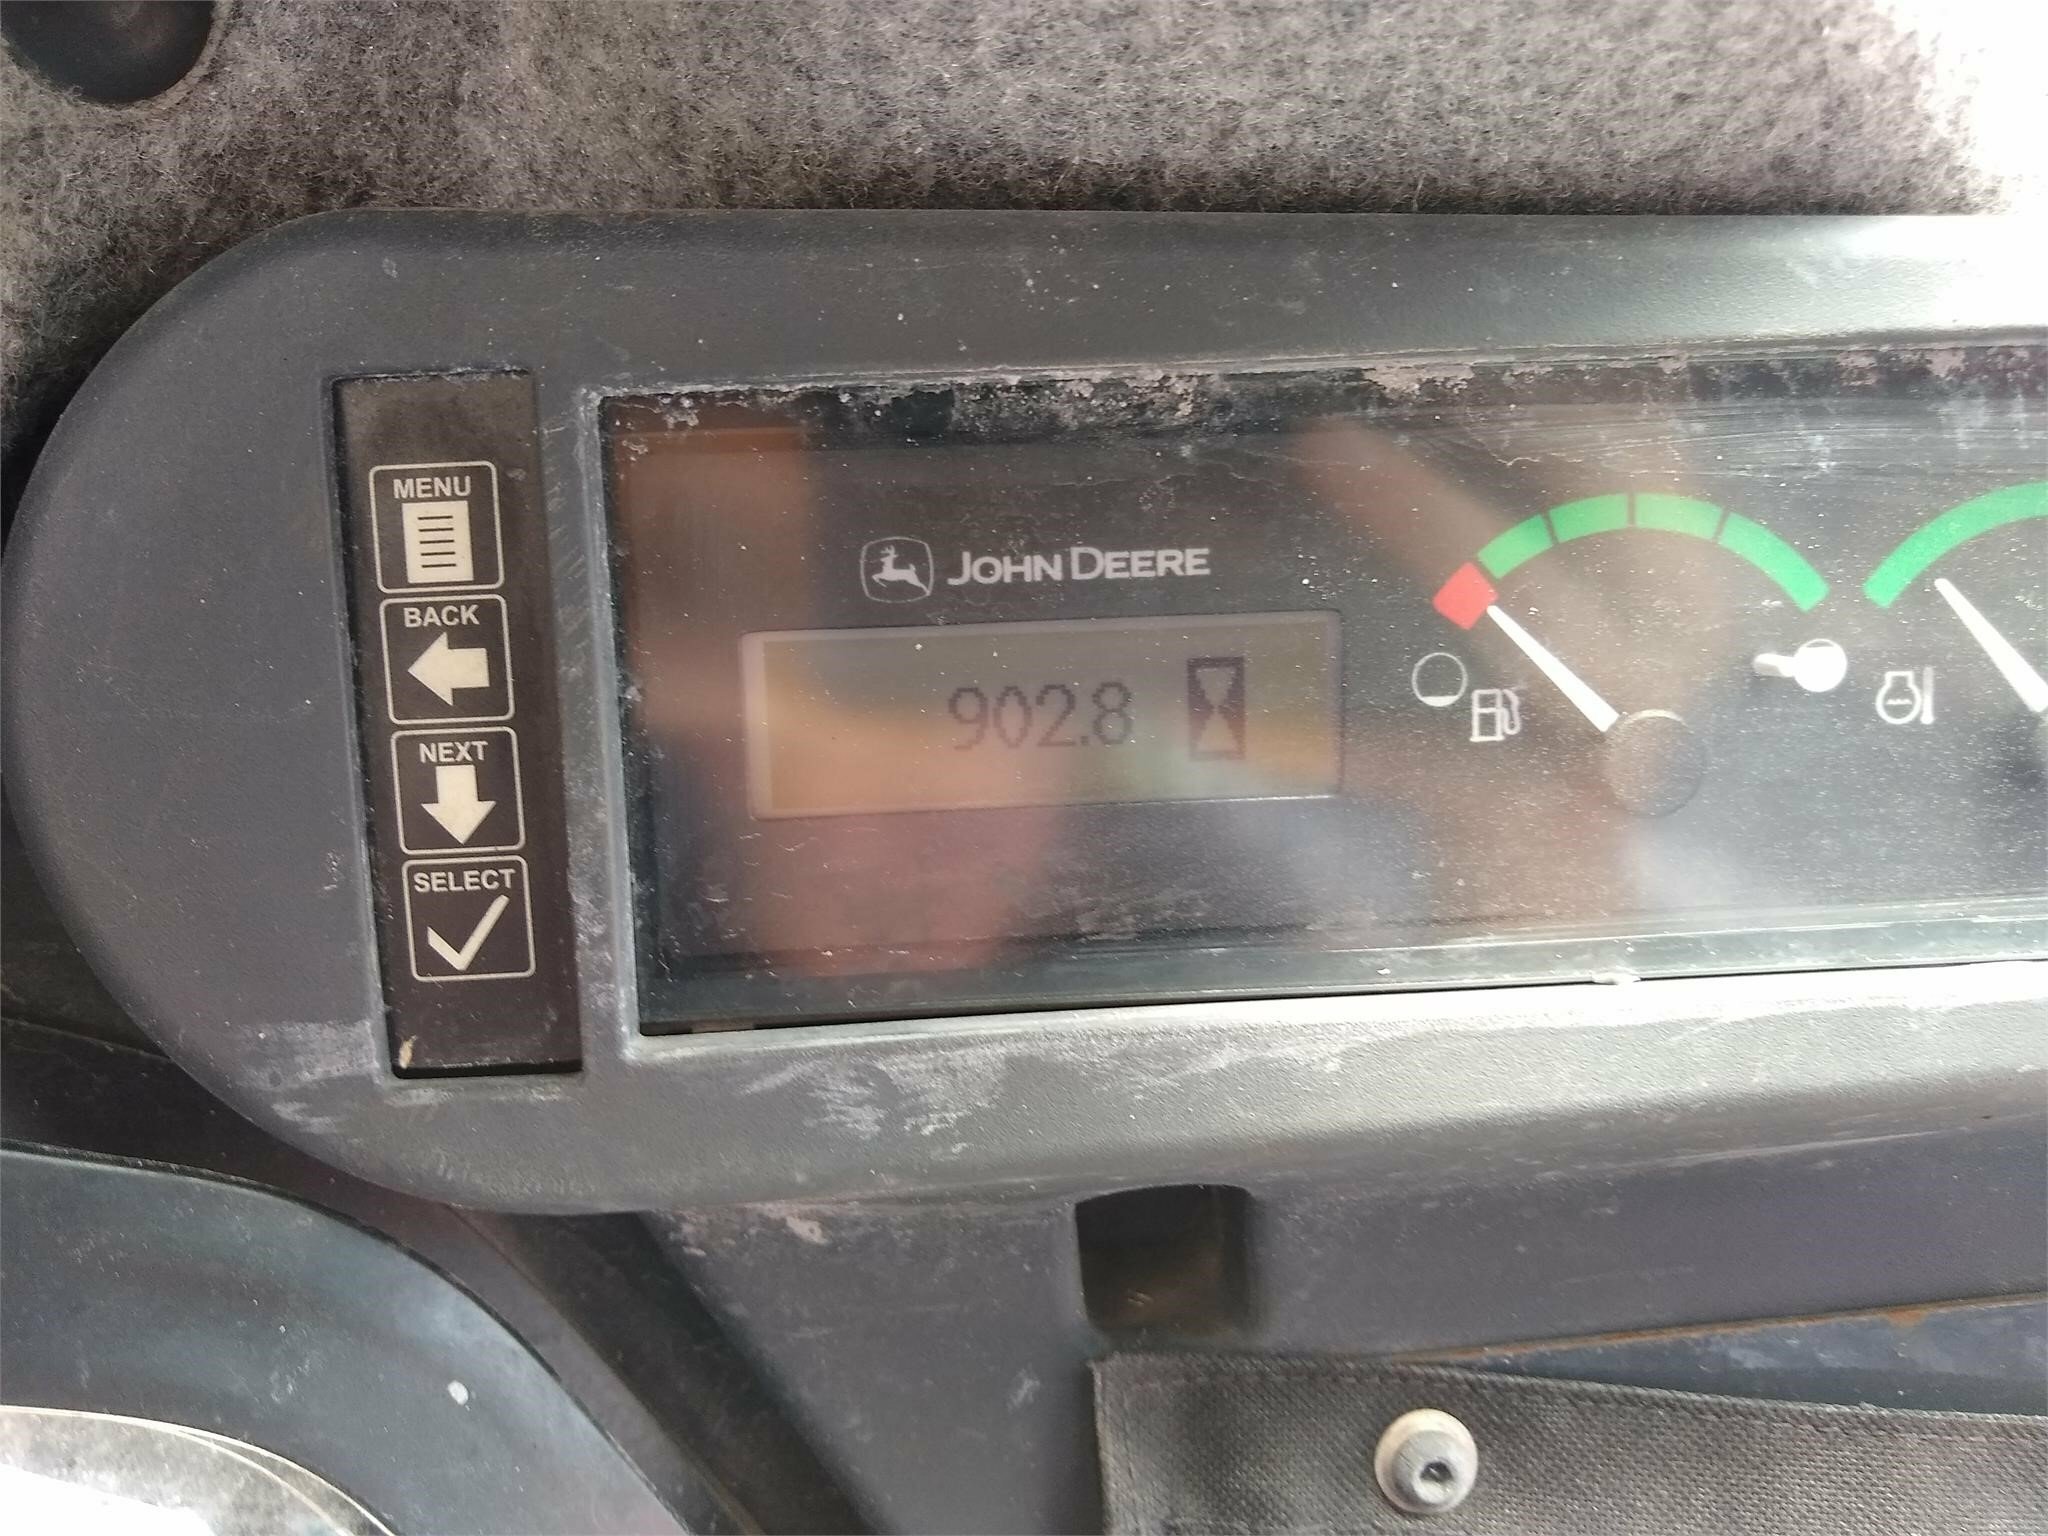 MENU
BACK
NEXT
SELECT
JOHN DEERE
902.8